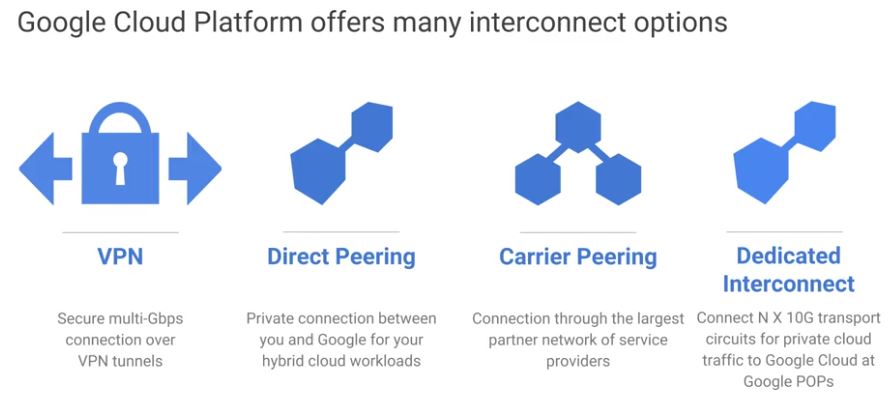 Google Cloud Platform offers many interconnect options
VPN
Secure multi-Gbps
connection over
VPN tunnels
Direct Peering
Private connection between
you and Google for your
hybrid cloud workloads
Carrier Peering
Connection through the largest
partner network of service
providers
Dedicated
Interconnect
Connect N X 10G transport
circuits for private cloud
traffic to Google Cloud at
Google POPs